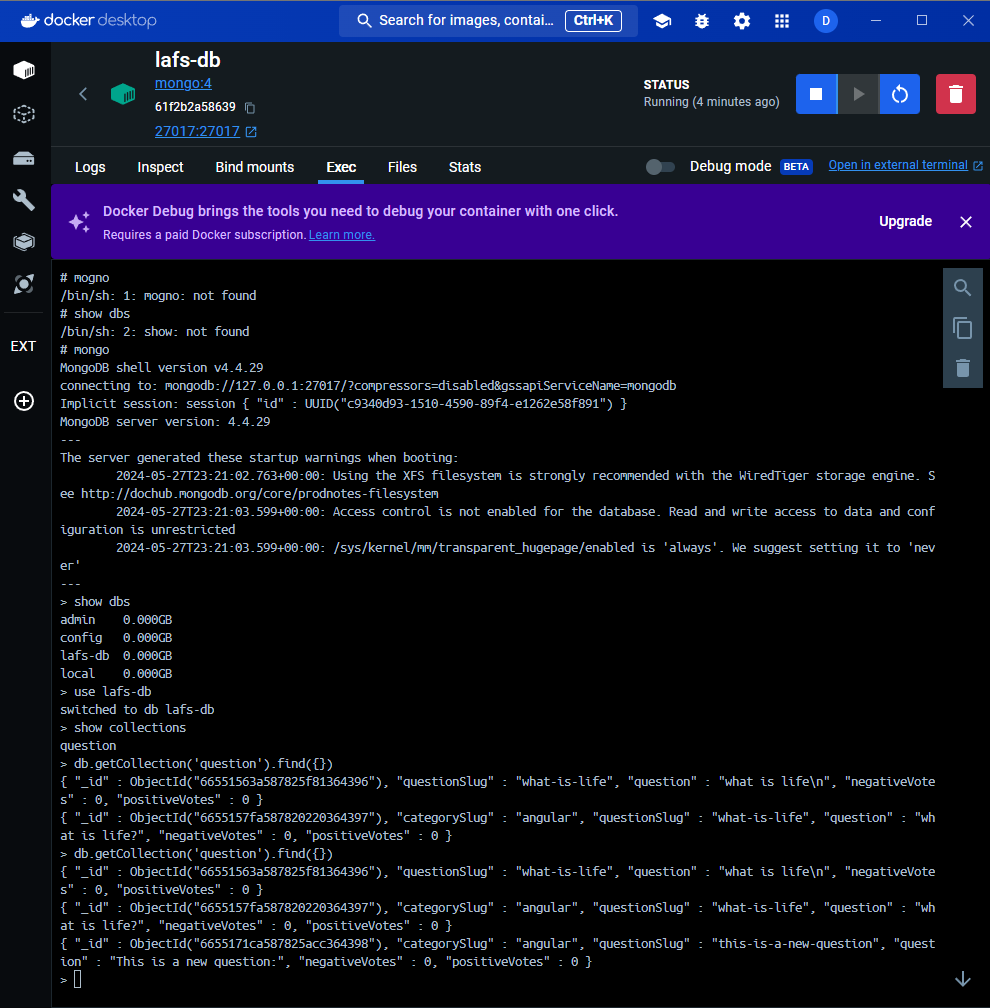 docker desktop
Search for images, contai... Ctrl+K
D
lafs-db
mongo:4
61f2b2a58639
27017:27017
STATUS
Running (4 minutes ago)
Logs Inspect Bind mounts Exec Files Stats
Debug mode BETA Open in external terminal
Docker Debug brings the tools you need to debug your container with one click.
Requires a paid Docker subscription. Learn more.
Upgrade
EXT
# mogno
/bin/sh: 1: mogno: not found
# show dbs
/bin/sh: 2: show: not found
# mongo
MongoDB shell version v4.4.29
connecting to: mongodb://127.0.0.1:27017/?compressors=disabled&gssapiServiceName=mongodb
Implicit session: session { "id" : UUID("c9340d93-1510-4590-89f4-e1262e58f891") }
MongoDB server version: 4.4.29
---
The server generated these startup warnings when booting:
        2024-05-27T23:21:02.763+00:00: Using the XFS filesystem is strongly recommended with the WiredTiger storage engine. S
ee http://dochub.mongodb.org/core/prodnotes-filesystem
        2024-05-27T23:21:03.599+00:00: Access control is not enabled for the database. Read and write access to data and conf
iguration is unrestricted
        2024-05-27T23:21:03.599+00:00: /sys/kernel/mm/transparent_hugepage/enabled is 'always'. We suggest setting it to 'nev
er'
---
> show dbs
admin    0.000GB
config   0.000GB
lafs-db  0.000GB
local    0.000GB
> use lafs-db
switched to db lafs-db
> show collections
question
> db.getCollection('question').find({})
{ "_id" : ObjectId("66551563a587825f81364396"), "questionSlug" : "what-is-life", "question" : "what is life\n", "negativeVote
s" : 0, "positiveVotes" : 0 }
{ "_id" : ObjectId("6655157fa587820220364397"), "categorySlug" : "angular", "questionSlug" : "what-is-life", "question" : "wh
at is life?", "negativeVotes" : 0, "positiveVotes" : 0 }
> db.getCollection('question').find({})
{ "_id" : ObjectId("66551563a587825f81364396"), "questionSlug" : "what-is-life", "question" : "what is life\n", "negativeVote
s" : 0, "positiveVotes" : 0 }
{ "_id" : ObjectId("6655157fa587820220364397"), "categorySlug" : "angular", "questionSlug" : "what-is-life", "question" : "wh
at is life?", "negativeVotes" : 0, "positiveVotes" : 0 }
{ "_id" : ObjectId("6655171ca587825acc364398"), "categorySlug" : "angular", "questionSlug" : "this-is-a-new-question", "quest
ion" : "This is a new question:", "negativeVotes" : 0, "positiveVotes" : 0 }
>